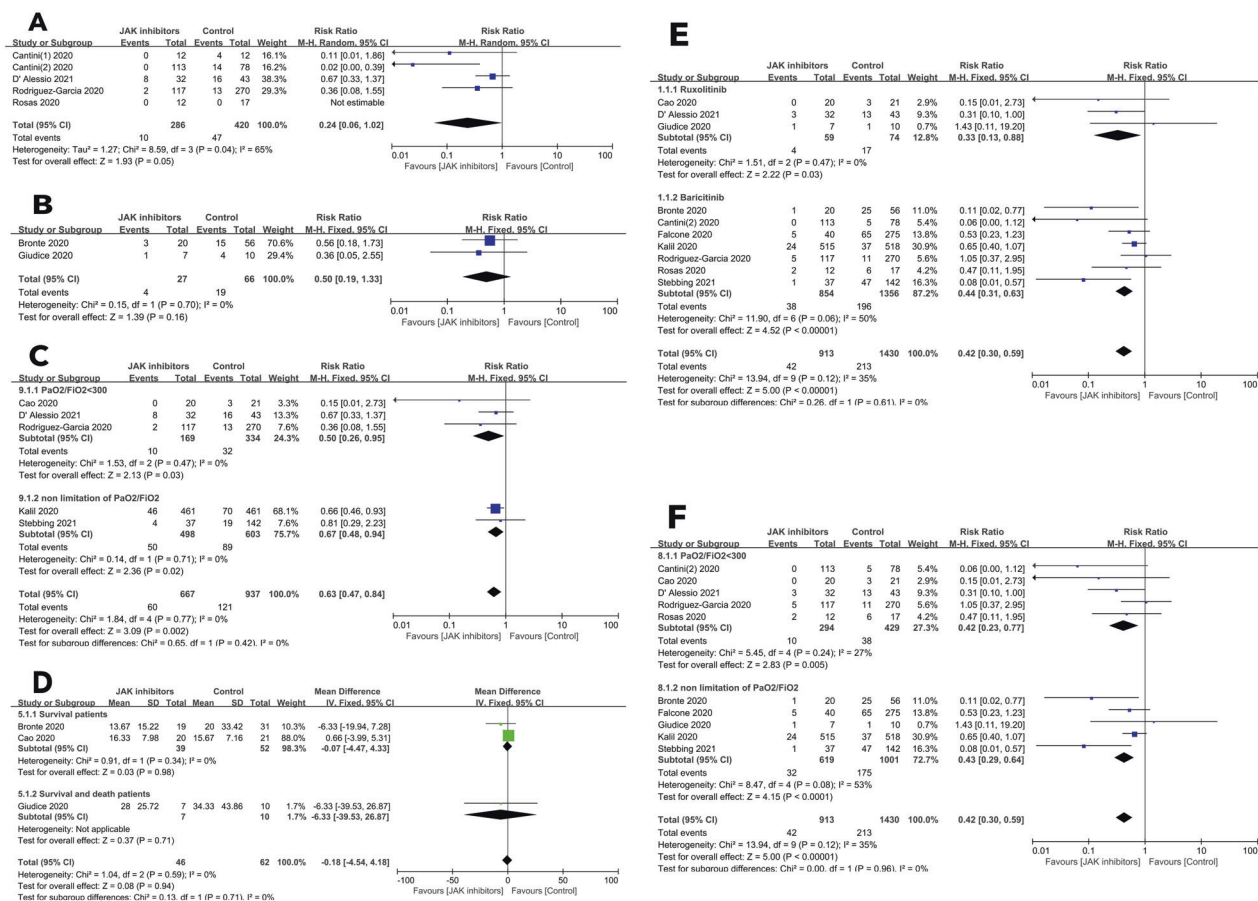 A
JAK inhibitors Control Risk Ratio Risk Ratio
Study or Subgroup Events Total Events Total Weight M-H. Random. 95% CI M-H. Random. 95% CI
Cantini(1) 2020 0 12 4 12 16.1% 0.11 [0.01, 1.86]
Cantini(2) 2020 0 113 14 78 16.2% 0.02 [0.00, 0.39]
D' Alessio 2021 8 32 16 43 38.3% 0.67 [0.33, 1.37]
Rodriguez-Garcia 2020 2 117 13 270 29.3% 0.36 [0.08, 1.55]
Rosas 2020 0 12 0 17 Not estimable
Total (95% CI) 286 420 100.0% 0.24 [0.06, 1.02]
Total events 10 47
Heterogeneity: Tau² = 1.27; Chi² = 8.59, df = 3 (P = 0.04); I² = 65%
Test for overall effect: Z = 1.93 (P = 0.05)
0.01 0.1 1 10 100
Favours [JAK inhibitors] Favours [Control]
B
JAK inhibitors Control Risk Ratio Risk Ratio
Study or Subgroup Events Total Events Total Weight M-H. Fixed. 95% CI M-H. Fixed. 95% CI
Bronte 2020 3 20 15 56 70.6% 0.56 [0.18, 1.73]
Giudice 2020 1 7 4 10 29.4% 0.36 [0.05, 2.55]
Total (95% CI) 27 66 100.0% 0.50 [0.19, 1.33]
Total events 4 19
Heterogeneity: Chi² = 0.15, df = 1 (P = 0.70); I² = 0%
Test for overall effect: Z = 1.39 (P = 0.16)
0.01 0.1 1 10 100
Favours [JAK inhibitors] Favours [Control]
C
JAK inhibitors Control Risk Ratio Risk Ratio
Study or Subgroup Events Total Events Total Weight M-H. Fixed. 95% CI M-H. Fixed. 95% CI
9.1.1 PaO2/FiO2<300
Cao 2020 0 20 3 21 3.3% 0.15 [0.01, 2.73]
D' Alessio 2021 8 32 16 43 13.3% 0.67 [0.33, 1.37]
Rodriguez-Garcia 2020 2 117 13 270 7.7% 0.36 [0.08, 1.55]
Subtotal (95% CI) 169 334 24.3% 0.50 [0.26, 0.95]
Total events 10 32
Heterogeneity: Chi² = 1.53, df = 2 (P = 0.47); I² = 0%
Test for overall effect: Z = 2.13 (P = 0.03)
9.1.2 non limitation of PaO2/FiO2
Kalil 2020 46 461 70 461 68.1% 0.66 [0.46, 0.93]
Stebbing 2021 4 37 19 142 7.6% 0.81 [0.29, 2.23]
Subtotal (95% CI) 498 603 75.7% 0.67 [0.48, 0.94]
Total events 50 89
Heterogeneity: Chi² = 0.14, df = 1 (P = 0.71); I² = 0%
Test for overall effect: Z = 2.36 (P = 0.02)
Total (95% CI) 667 937 100.0% 0.63 [0.47, 0.84]
Total events 60 121
Heterogeneity: Chi² = 1.84, df = 4 (P = 0.77); I² = 0%
Test for overall effect: Z = 3.09 (P = 0.002)
Test for subgroup differences: Chi² = 0.65, df = 1 (P = 0.42), I² = 0%
0.01 0.1 1 10 100
Favours [JAK inhibitors] Favours [Control]
D
JAK inhibitors Control Mean Difference Mean Difference
Study or Subgroup Mean SD Total Mean SD Total Weight IV. Fixed. 95% CI IV. Fixed. 95% CI
5.1.1 Survival patients
Bronte 2020 13.67 15.22 19 20 33.42 31 10.3% -6.33 [-19.94, 7.28]
Cao 2020 16.33 7.98 20 15.67 7.16 21 88.0% 0.66 [-3.99, 5.31]
Subtotal (95% CI) 39 52 98.3% -0.07 [-4.47, 4.33]
Heterogeneity: Chi² = 0.91, df = 1 (P = 0.34); I² = 0%
Test for overall effect: Z = 0.03 (P = 0.98)
5.1.2 Survival and death patients
Giudice 2020 28 25.72 7 34.33 43.86 10 1.7% -6.33 [-39.53, 26.87]
Subtotal (95% CI) 7 10 1.7% -6.33 [-39.53, 26.87]
Heterogeneity: Not applicable
Test for overall effect: Z = 0.37 (P = 0.71)
Total (95% CI) 46 62 100.0% -0.18 [-4.54, 4.18]
Heterogeneity: Chi² = 1.04, df = 2 (P = 0.59); I² = 0%
Test for overall effect: Z = 0.08 (P = 0.94)
Test for subgroup differences: Chi² = 0.13, df = 1 (P = 0.71), I² = 0%
-100 -50 0 50 100
Favours [JAK inhibitors] Favours [Control]
E
JAK inhibitors Control Risk Ratio Risk Ratio
Study or Subgroup Events Total Events Total Weight M-H. Fixed. 95% CI M-H. Fixed. 95% CI
1.1.1 Ruxolitinib
Cao 2020 0 20 3 21 2.9% 0.15 [0.01, 2.73]
D' Alessio 2021 3 32 13 43 9.3% 0.31 [0.10, 1.00]
Giudice 2020 1 7 1 10 0.7% 1.43 [0.11, 19.20]
Subtotal (95% CI) 59 74 12.8% 0.33 [0.13, 0.88]
Total events 4 17
Heterogeneity: Chi² = 1.51, df = 2 (P = 0.47); I² = 0%
Test for overall effect: Z = 2.22 (P = 0.03)
1.1.2 Baricitinib
Bronte 2020 1 20 25 56 11.0% 0.11 [0.02, 0.77]
Cantini(2) 2020 0 113 5 78 5.4% 0.06 [0.00, 1.12]
Falcone 2020 5 40 65 275 13.8% 0.53 [0.23, 1.23]
Kalil 2020 24 515 37 518 30.9% 0.65 [0.40, 1.07]
Rodriguez-Garcia 2020 5 117 11 270 5.6% 1.05 [0.37, 2.95]
Rosas 2020 2 12 6 17 4.2% 0.47 [0.11, 1.95]
Stebbing 2021 1 37 47 142 16.4% 0.08 [0.01, 0.57]
Subtotal (95% CI) 854 1356 87.2% 0.44 [0.31, 0.63]
Total events 38 196
Heterogeneity: Chi² = 11.90, df = 6 (P = 0.06); I² = 50%
Test for overall effect: Z = 4.52 (P < 0.00001)
Total (95% CI) 913 1430 100.0% 0.42 [0.30, 0.59]
Total events 42 213
Heterogeneity: Chi² = 13.94, df = 9 (P = 0.12); I² = 35%
Test for overall effect: Z = 5.00 (P < 0.00001)
Test for subgroup differences: Chi² = 0.26, df = 1 (P = 0.61), I² = 0%
0.01 0.1 1 10 100
Favours [JAK inhibitors] Favours [Control]
F
JAK inhibitors Control Risk Ratio Risk Ratio
Study or Subgroup Events Total Events Total Weight M-H. Fixed. 95% CI M-H. Fixed. 95% CI
8.1.1 PaO2/FiO2<300
Cantini(2) 2020 0 113 5 78 5.4% 0.06 [0.00, 1.12]
Cao 2020 0 20 3 21 2.9% 0.15 [0.01, 2.73]
D' Alessio 2021 3 32 13 43 9.3% 0.31 [0.10, 1.00]
Rodriguez-Garcia 2020 5 117 11 270 5.6% 1.05 [0.37, 2.95]
Rosas 2020 2 12 6 17 4.2% 0.47 [0.11, 1.95]
Subtotal (95% CI) 294 429 27.3% 0.42 [0.23, 0.77]
Total events 10 38
Heterogeneity: Chi² = 5.45, df = 4 (P = 0.24); I² = 27%
Test for overall effect: Z = 2.83 (P = 0.005)
8.1.2 non limitation of PaO2/FiO2
Bronte 2020 1 20 25 56 11.0% 0.11 [0.02, 0.77]
Falcone 2020 5 40 65 275 13.8% 0.53 [0.23, 1.23]
Giudice 2020 1 7 1 10 0.7% 1.43 [0.11, 19.20]
Kalil 2020 24 515 37 518 30.9% 0.65 [0.40, 1.07]
Stebbing 2021 1 37 47 142 16.4% 0.08 [0.01, 0.57]
Subtotal (95% CI) 619 1001 72.7% 0.43 [0.29, 0.64]
Total events 32 175
Heterogeneity: Chi² = 8.47, df = 4 (P = 0.08); I² = 53%
Test for overall effect: Z = 4.15 (P < 0.0001)
Total (95% CI) 913 1430 100.0% 0.42 [0.30, 0.59]
Total events 42 213
Heterogeneity: Chi² = 13.94, df = 9 (P = 0.12); I² = 35%
Test for overall effect: Z = 5.00 (P < 0.00001)
Test for subgroup differences: Chi² = 0.00, df = 1 (P = 0.96), I² = 0%
0.01 0.1 1 10 100
Favours [JAK inhibitors] Favours [Control]